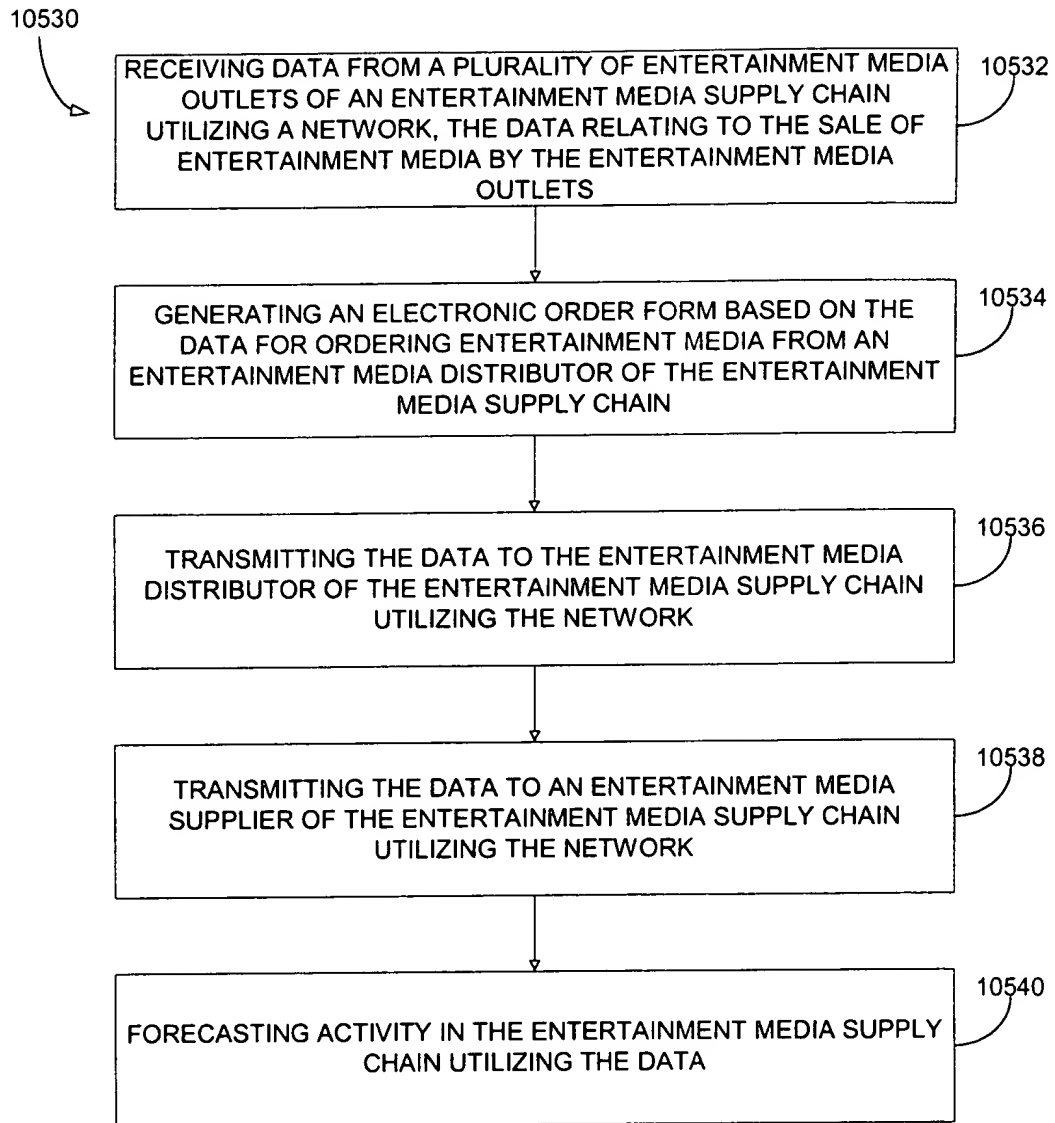 10530
RECEIVING DATA FROM A PLURALITY OF ENTERTAINMENT MEDIA
OUTLETS OF AN ENTERTAINMENT MEDIA SUPPLY CHAIN
UTILIZING A NETWORK, THE DATA RELATING TO THE SALE OF
ENTERTAINMENT MEDIA BY THE ENTERTAINMENT MEDIA
OUTLETS
10532
GENERATING AN ELECTRONIC ORDER FORM BASED ON THE
DATA FOR ORDERING ENTERTAINMENT MEDIA FROM AN
ENTERTAINMENT MEDIA DISTRIBUTOR OF THE ENTERTAINMENT
MEDIA SUPPLY CHAIN
10534
TRANSMITTING THE DATA TO THE ENTERTAINMENT MEDIA
DISTRIBUTOR OF THE ENTERTAINMENT MEDIA SUPPLY CHAIN
UTILIZING THE NETWORK
10536
TRANSMITTING THE DATA TO AN ENTERTAINMENT MEDIA
SUPPLIER OF THE ENTERTAINMENT MEDIA SUPPLY CHAIN
UTILIZING THE NETWORK
10538
FORECASTING ACTIVITY IN THE ENTERTAINMENT MEDIA SUPPLY
CHAIN UTILIZING THE DATA
10540